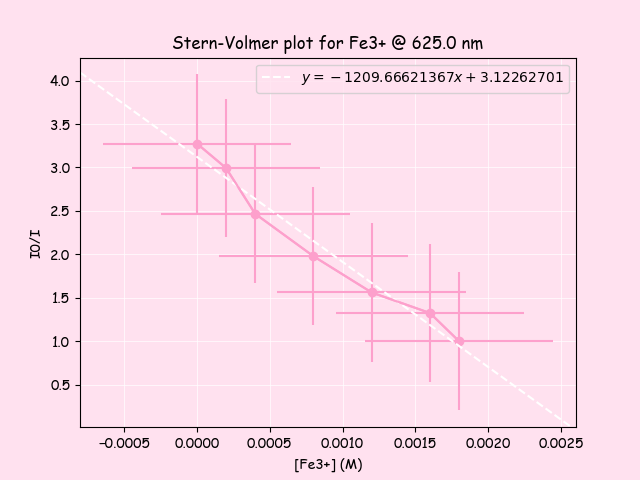 Stern-Volmer plot for Fe3+ @ 625.0 nm
y = −1209.66621367x + 3.12262701
I0/I
4.0
3.5
3.0
2.5
2.0
1.5
1.0
0.5
−0.0005 0.0000 0.0005 0.0010 0.0015 0.0020 0.0025
[Fe3+] (M)